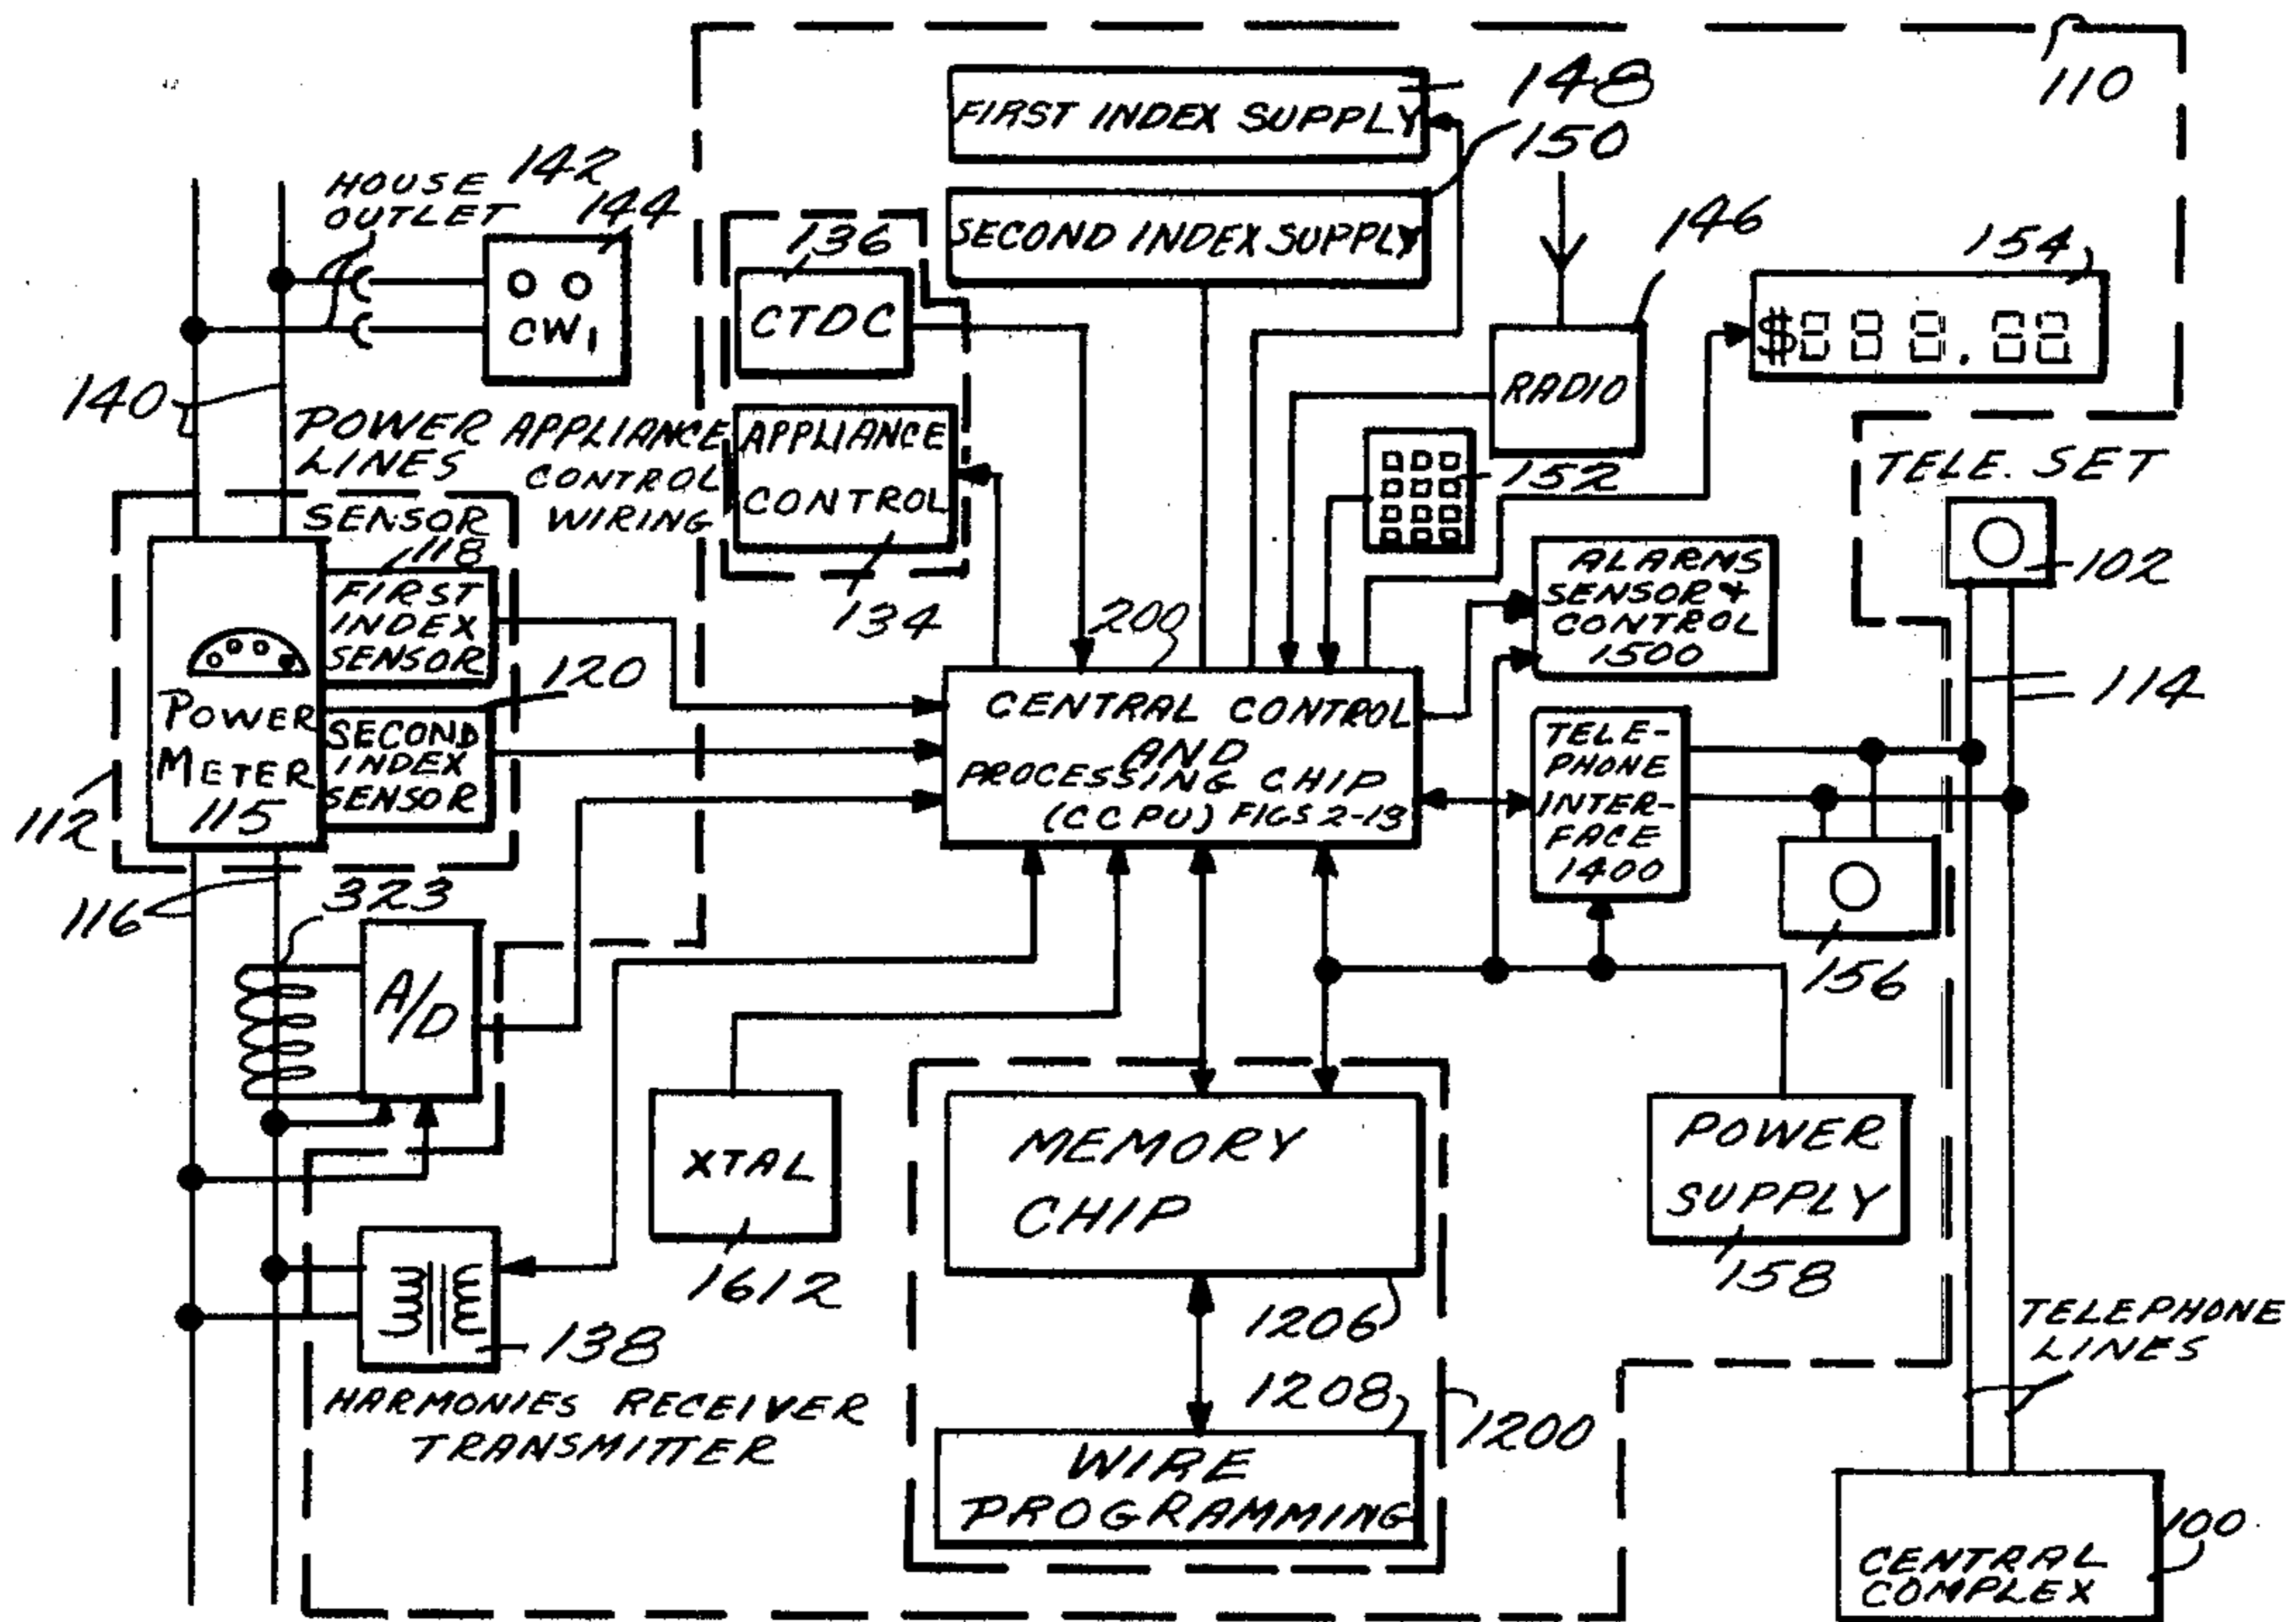 110
FIRST INDEX SUPPLY
148
150
SECOND INDEX SUPPLY
HOUSE
OUTLET
142
144
CW1
136
CTDC
146
RADIO
154
$888.88
140
POWER
LINES
APPLIANCE
CONTROL
WIRING
APPLIANCE
CONTROL
134
152
TELE. SET
102
114
SENSOR
118
FIRST
INDEX
SENSOR
120
SECOND
INDEX
SENSOR
POWER
METER
115
112
116
200
CENTRAL CONTROL
AND
PROCESSING CHIP
(CCPU) FIGS 2-13
ALARMS
SENSOR &
CONTROL
1500
TELE-
PHONE
INTER-
FACE
1400
156
323
A/D
XTAL
1612
MEMORY
CHIP
1206
POWER
SUPPLY
158
138
HARMONIES RECEIVER
TRANSMITTER
1208
1200
WIRE
PROGRAMMING
TELEPHONE
LINES
100
CENTRAL
COMPLEX